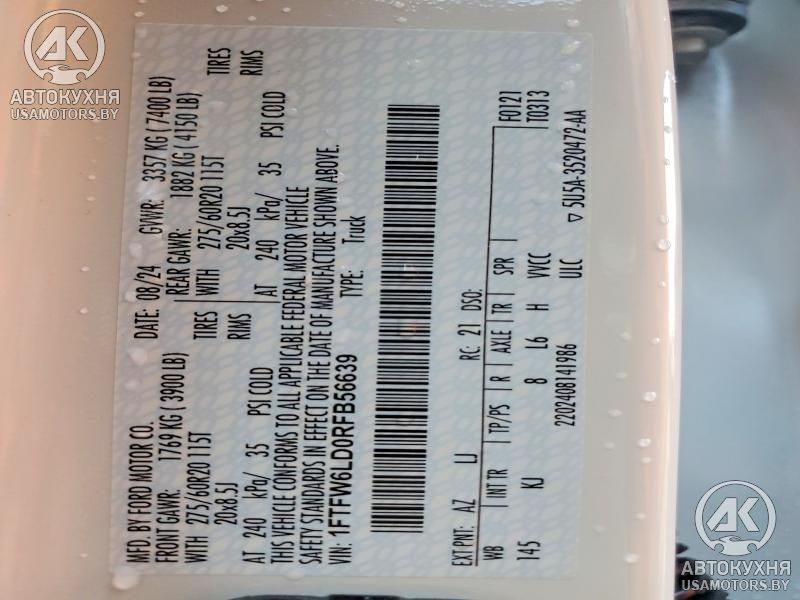 MFD. BY FORD MOTOR CO.
DATE: 08/24 GVWR: 3357 KG ( 7400 LB)
FRONT GAWR: 1769 KG ( 3900 LB)
REAR GAWR: 1882 KG ( 4150 LB)
WITH 275/60R20 115T TIRES
WITH 275/60R20 115T TIRES
20x8.5J RIMS
20x8.5J RIMS
AT 240 kPa/ 35 PSI COLD
AT 240 kPa/ 35 PSI COLD
THIS VEHICLE CONFORMS TO ALL APPLICABLE FEDERAL MOTOR VEHICLE
SAFETY STANDARDS IN EFFECT ON THE DATE OF MANUFACTURE SHOWN ABOVE.
VIN: 1FTFW6LD0RFB56639
TYPE: Truck
F0121
T0313
EXT PNT: AZ LJ RC: 21 DSO:
WB INT TR TP/PS R AXLE TR SPR
145 KJ 8 L6 H VVCC
2202408141986 ULC
▽ 5U5A-3520472-AA
АК
АВТОКУХНЯ
USAMOTORS.BY
АК
АВТОКУХНЯ
USAMOTORS.BY